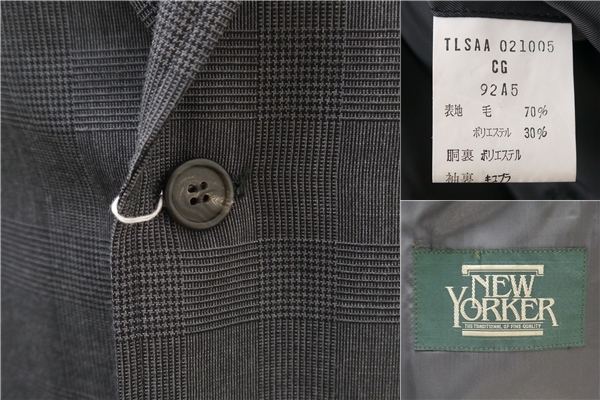 TLSAA 021005
CG
92A5
表地 毛 70%
ポリエステル 30%
胴裏 ポリエステル
袖裏 キュプラ
NEW
YORKER
THE TRADITIONAL OF FINE QUALITY